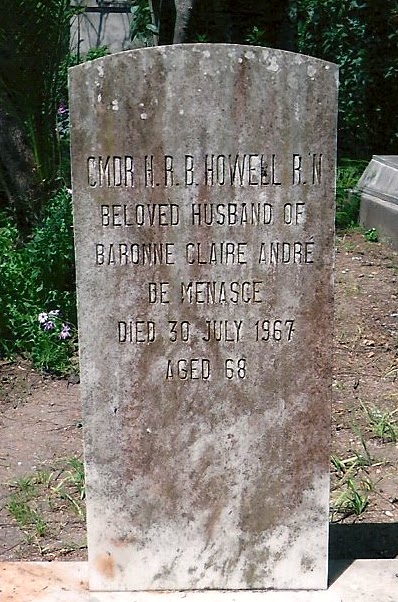 CMDR H. R. B. HOWELL R. N
BELOVED HUSBAND OF
BARONNE CLAIRE ANDRÉ
DE MENASCE
DIED 30 JULY 1967
AGED 68